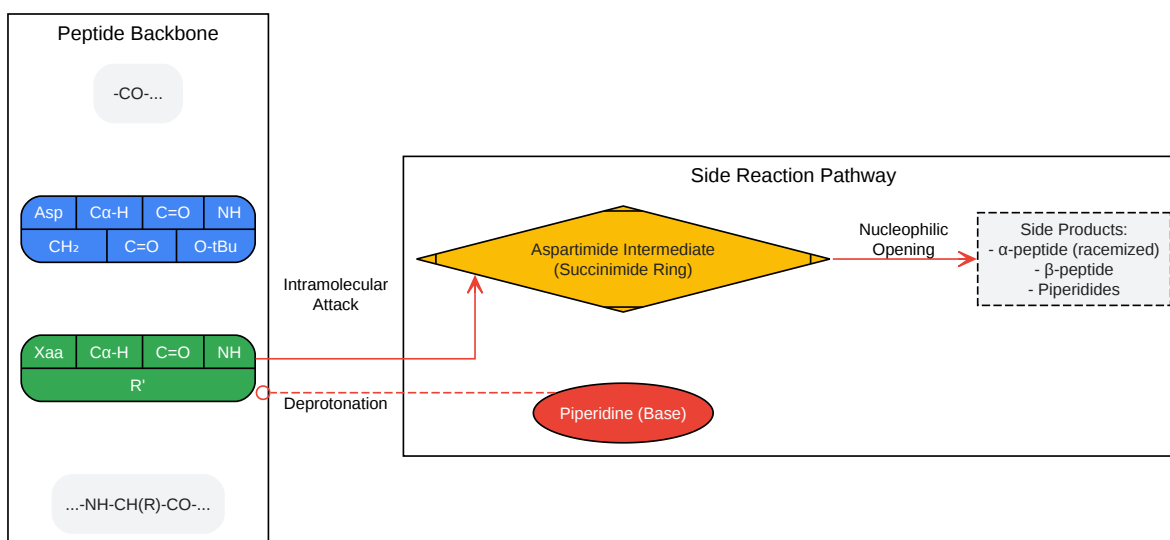 Peptide Backbone
-CO-...
Asp Cα-H C=O NH
CH₂ C=O O-tBu
Xaa Cα-H C=O NH
R'
...-NH-CH(R)-CO-...
Intramolecular
Attack
Deprotonation
Side Reaction Pathway
Aspartimide Intermediate
(Succinimide Ring)
Piperidine (Base)
Nucleophilic
Opening
Side Products:
- α-peptide (racemized)
- β-peptide
- Piperidides